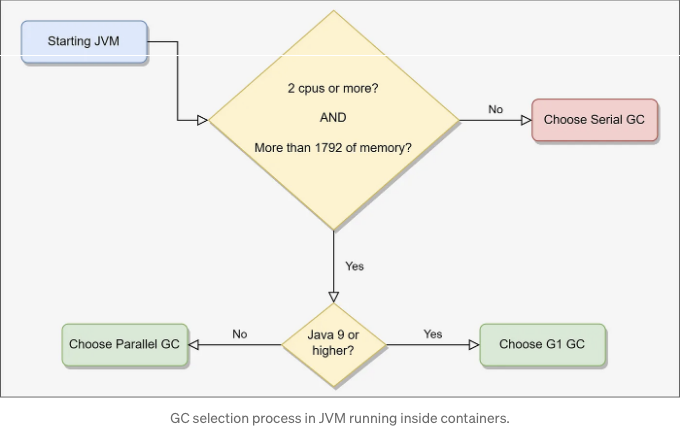 Starting JVM
2 cpus or more?
AND
More than 1792 of memory?
No
Choose Serial GC
Yes
Java 9 or
higher?
No
Choose Parallel GC
Yes
Choose G1 GC
GC selection process in JVM running inside containers.